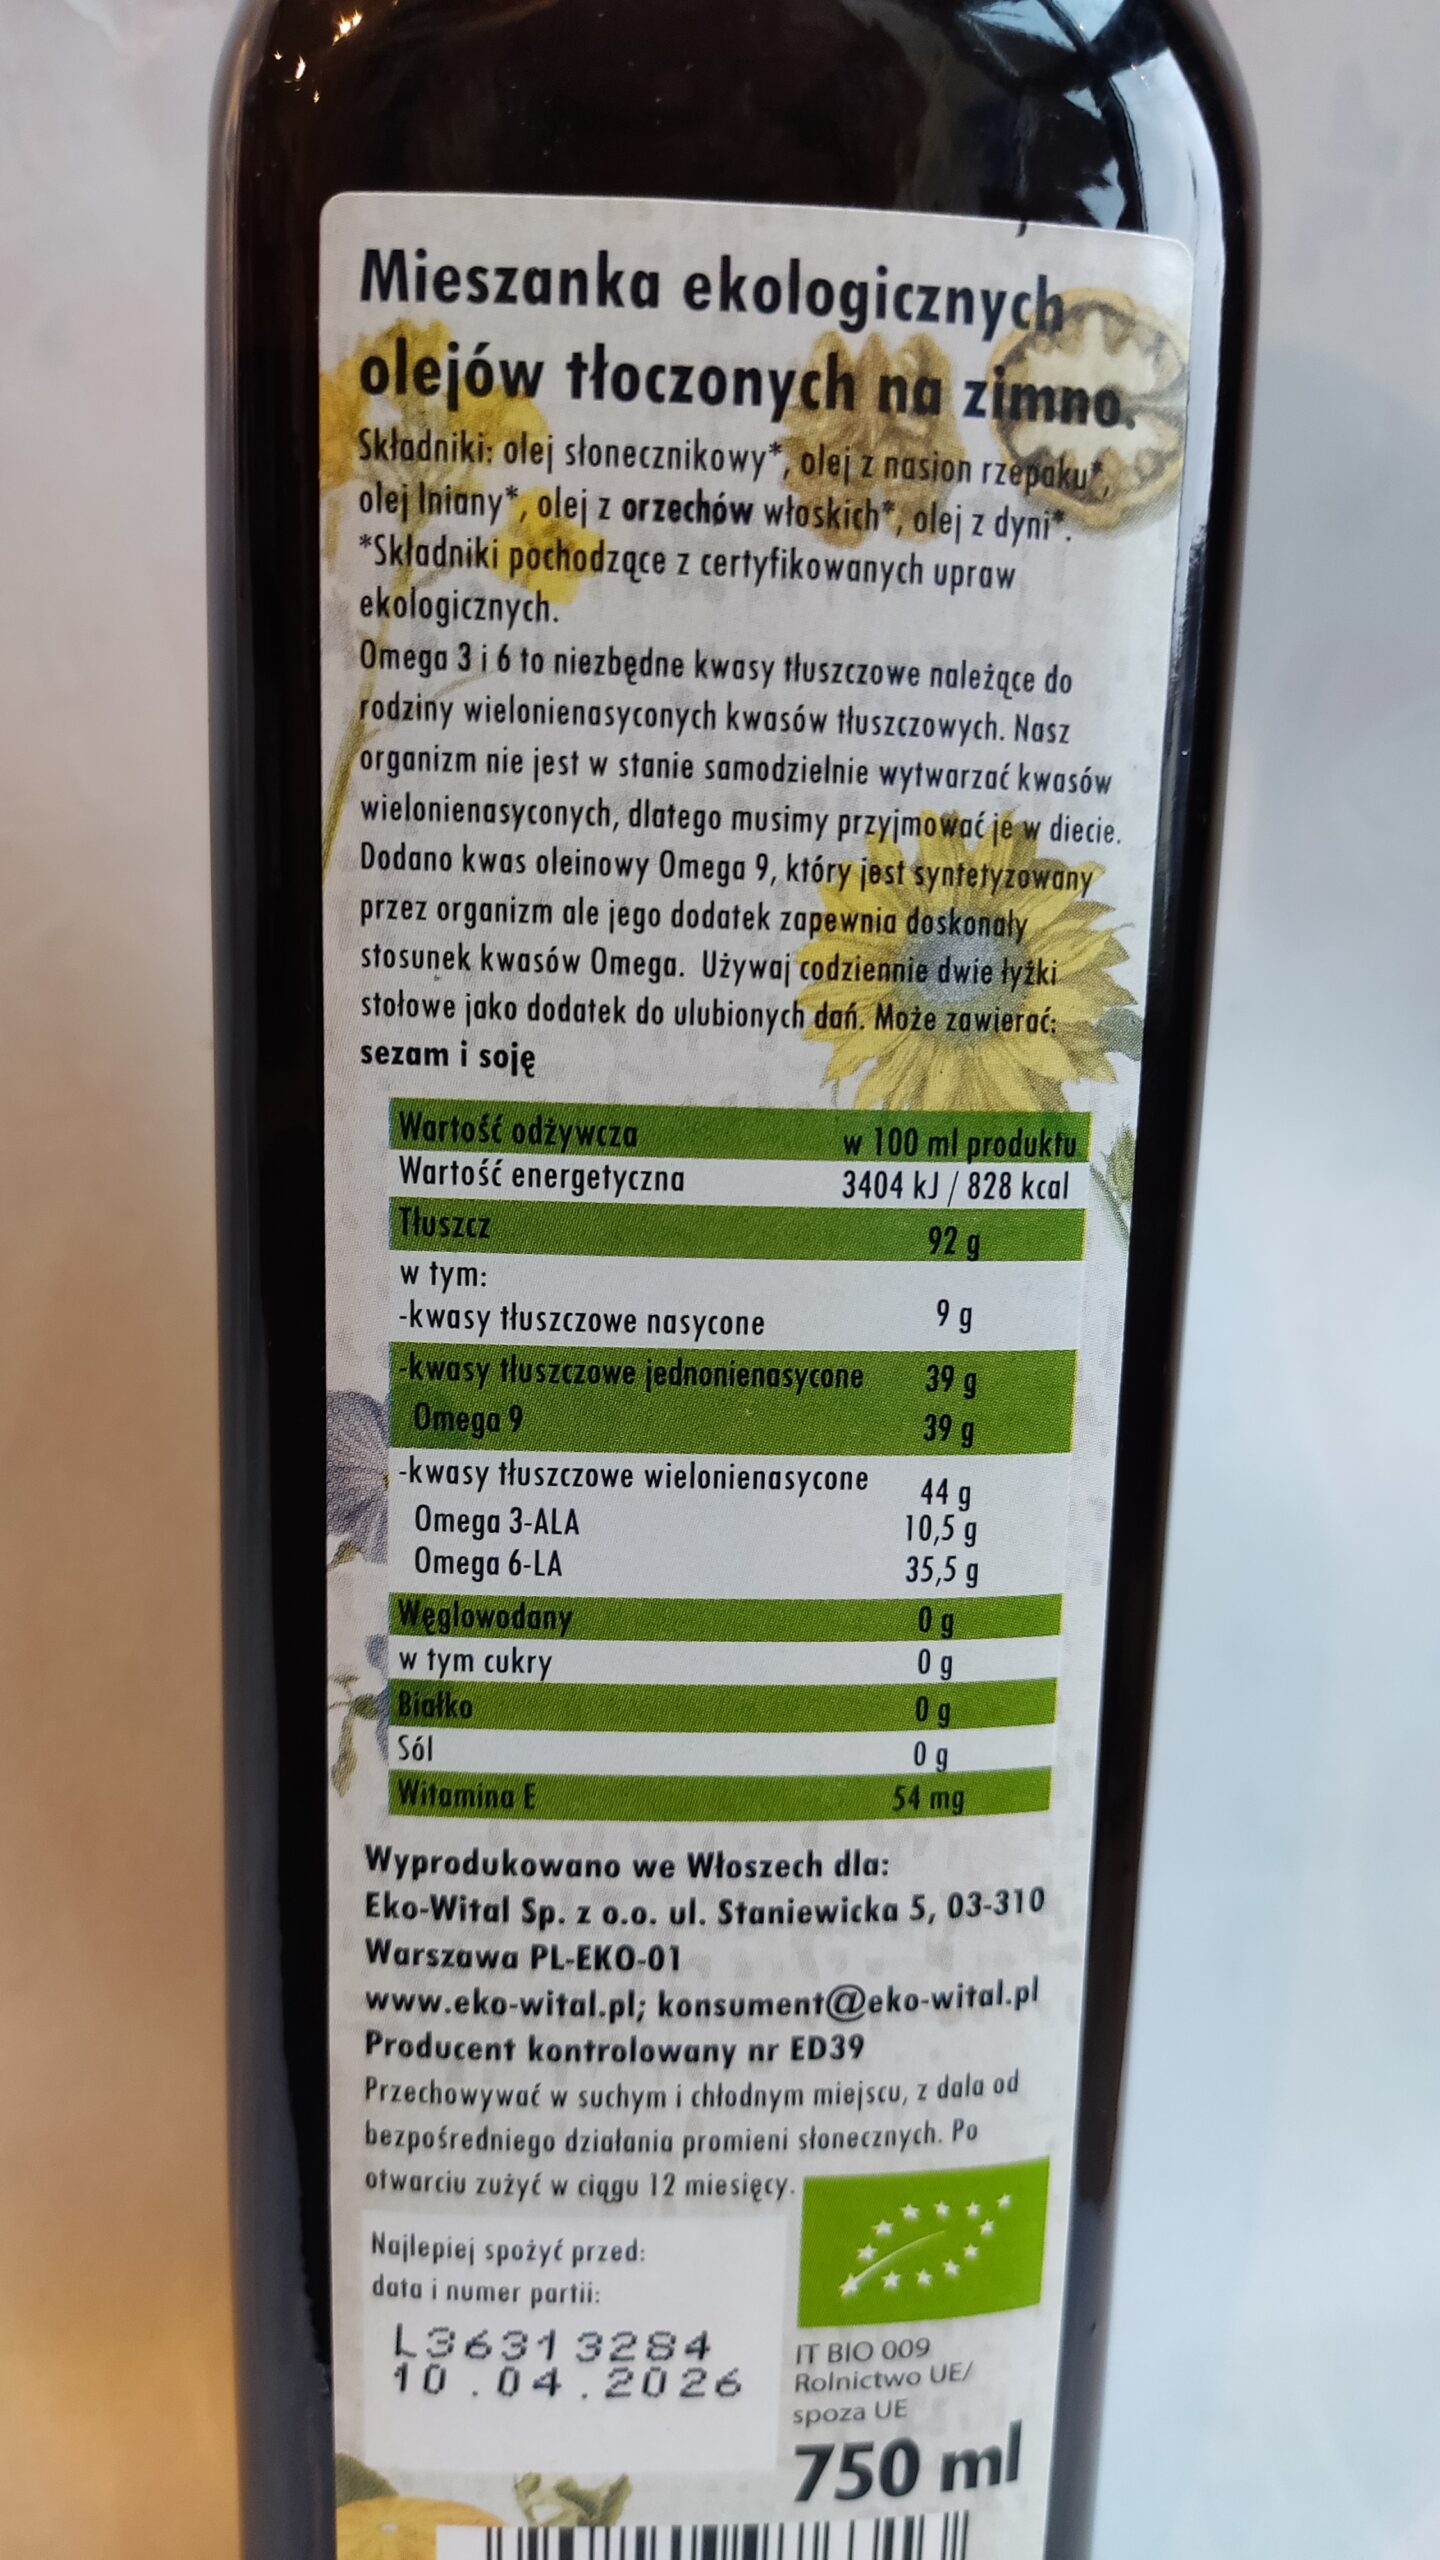 Mieszanka ekologicznych
olejów tłoczonych na zimno.
Składniki: olej słonecznikowy*, olej z nasion rzepaku*,
olej lniany*, olej z orzechów włoskich*, olej z dyni*.
*Składniki pochodzące z certyfikowanych upraw
ekologicznych.
Omega 3 i 6 to niezbędne kwasy tłuszczowe należące do
rodziny wielonienasyconych kwasów tłuszczowych. Nasz
organizm nie jest w stanie samodzielnie wytwarzać kwasów
wielonienasyconych, dlatego musimy przyjmować je w diecie.
Dodano kwas oleinowy Omega 9, który jest syntetyzowany
przez organizm ale jego dodatek zapewnia doskonały
stosunek kwasów Omega. Używaj codziennie dwie łyżki
stołowe jako dodatek do ulubionych dań. Może zawierać:
sezam i soję
Wartość odżywcza w 100 ml produktu
Wartość energetyczna 3404 kJ / 828 kcal
Tłuszcz 92 g
w tym:
-kwasy tłuszczowe nasycone 9 g
-kwasy tłuszczowe jednonienasycone 39 g
Omega 9 39 g
-kwasy tłuszczowe wielonienasycone 44 g
Omega 3-ALA 10,5 g
Omega 6-LA 35,5 g
Węglowodany 0 g
w tym cukry 0 g
Białko 0 g
Sól 0 g
Witamina E 54 mg
Wyprodukowano we Włoszech dla:
Eko-Wital Sp. z o.o. ul. Staniewicka 5, 03-310
Warszawa PL-EKO-01
www.eko-wital.pl; konsument@eko-wital.pl
Producent kontrolowany nr ED39
Przechowywać w suchym i chłodnym miejscu, z dala od
bezpośredniego działania promieni słonecznych. Po
otwarciu zużyć w ciągu 12 miesięcy.
Najlepiej spożyć przed:
data i numer partii:
L36313284
10.04.2026
IT BIO 009
Rolnictwo UE/
spoza UE
750 ml